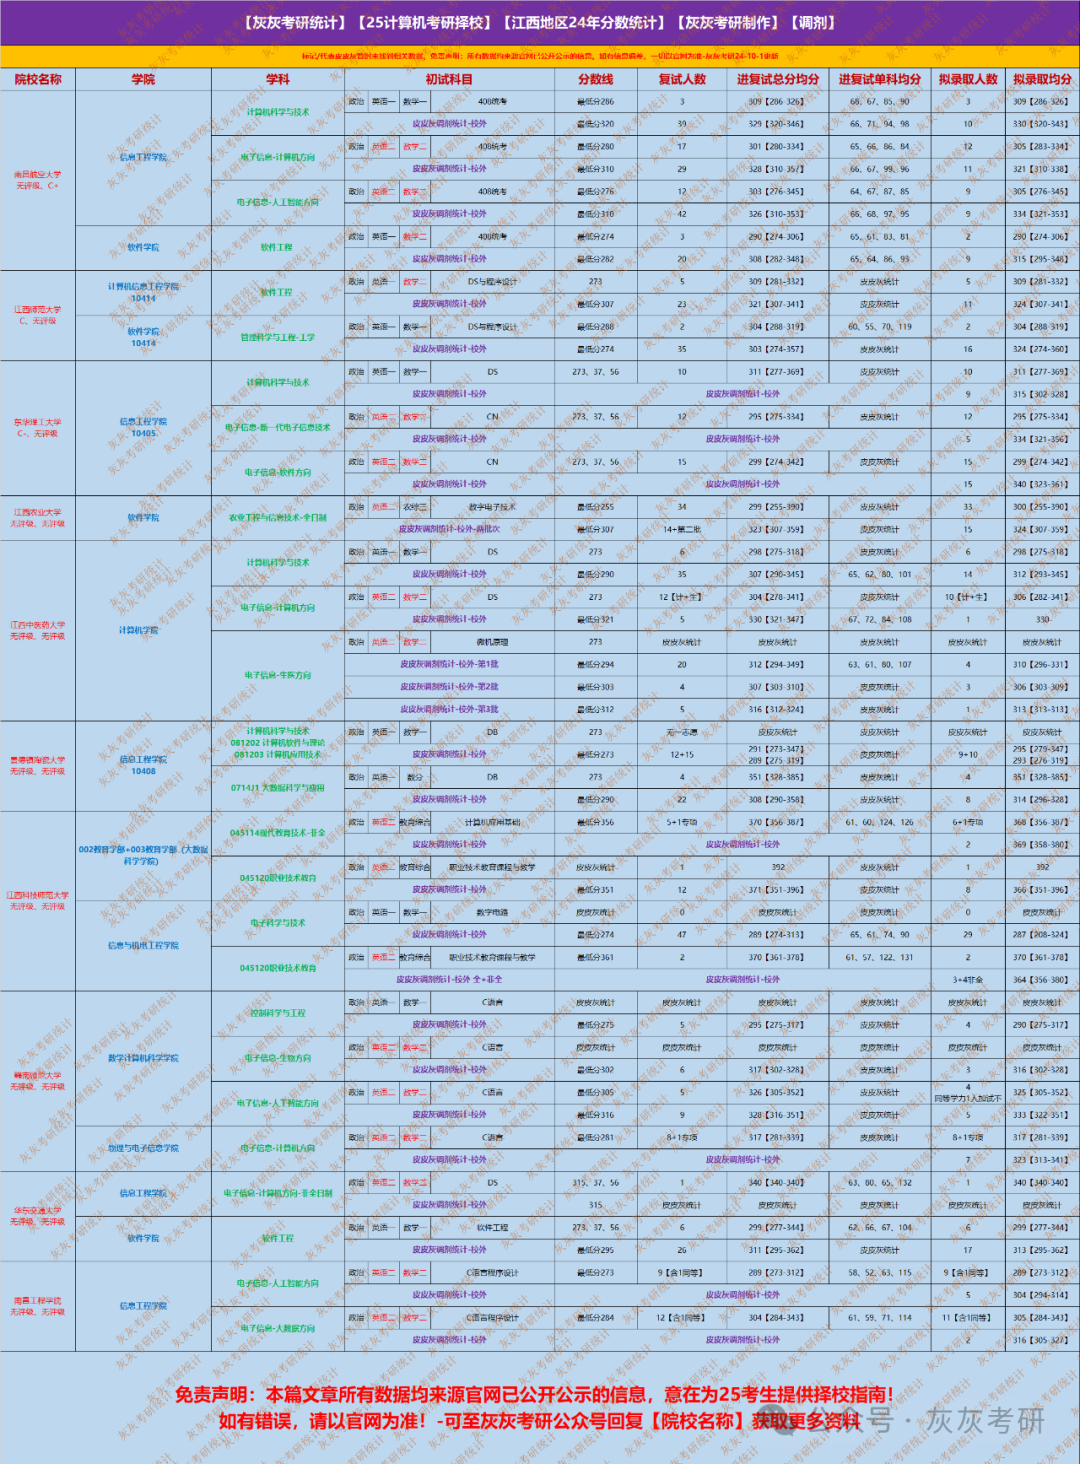 【灰灰考研统计】【25计算机考研择校】【江西地区24年分数统计】【灰灰考研制作】【调剂】
院校名称 学院 学科 初试科目 分数线 复试人数 进复试总分均分 进复试单科均分 拟录取人数 拟录取均分
南昌航空大学
无评级、C+
信息工程学院
计算机科学与技术
政治 英语一 数学一 408统考 最低分286 3 309【286-326】 68、67、85、90 3 309【286-326】
皮皮灰调剂统计-校外 最低分320 39 329【320-346】 66、71、94、98 10 330【320-343】
电子信息-计算机方向
政治 英语二 数学二 408统考 最低分280 17 301【280-334】 65、66、86、84 12 305【283-334】
皮皮灰调剂统计-校外 最低分310 29 328【310-357】 66、67、99、96 11 321【310-338】
电子信息-人工智能方向
政治 英语二 数学二 408统考 最低分276 12 303【276-345】 64、67、87、85 9 305【276-345】
皮皮灰调剂统计-校外 最低分310 42 326【310-353】 66、68、97、95 9 334【321-353】
软件学院
软件工程
政治 英语一 数学二 408统考 最低分274 3 290【274-306】 65、61、83、81 2 290【274-306】
皮皮灰调剂统计-校外 最低分282 20 308【282-348】 65、64、86、93 9 315【295-348】
江西师范大学
C、无评级
计算机信息工程学院
10414
软件工程
政治 英语一 数学二 DS与程序设计 273 5 309【281-332】 皮皮灰统计 5 309【281-332】
皮皮灰调剂统计-校外 最低分307 23 321【307-341】 皮皮灰统计 11 324【307-341】
软件学院
10414
管理科学与工程-工学
政治 英语一 数学一 DS与程序设计 最低分288 2 304【288-319】 60、55、70、119 2 304【288-319】
皮皮灰调剂统计-校外 最低分274 35 303【274-357】 皮皮灰统计 16 324【274-360】
东华理工大学
C-、无评级
信息工程学院
10405
计算机科学与技术
政治 英语一 数学一 DS 273、37、56 10 311【277-369】 皮皮灰统计 10 311【277-369】
皮皮灰调剂统计-校外 皮皮灰调剂统计-校外 9 315【302-328】
电子信息-新一代电子信息技术
政治 英语二 数学二 CN 273、37、56 12 295【275-334】 皮皮灰统计 12 295【275-334】
皮皮灰调剂统计-校外 皮皮灰调剂统计-校外 5 334【321-356】
电子信息-软件方向
政治 英语二 数学二 CN 273、37、56 15 299【274-342】 皮皮灰统计 15 299【274-342】
皮皮灰调剂统计-校外 皮皮灰调剂统计-校外 15 340【323-361】
江西农业大学
无评级、无评级
软件学院
农业工程与信息技术-全日制
政治 英语二 农综三 数字电子技术 最低分255 34 299【255-390】 皮皮灰统计 33 300【255-390】
皮皮灰调剂统计-校外-两批次 最低分307 14+第二批 323【307-359】 皮皮灰统计 15 324【307-359】
江西中医药大学
无评级、无评级
计算机学院
计算机科学与技术
政治 英语一 数学一 DS 273 6 298【275-318】 皮皮灰统计 6 298【275-318】
皮皮灰调剂统计-校外 最低分290 35 307【290-345】 65、62、80、101 14 312【293-345】
电子信息-计算机方向
政治 英语二 数学二 DS 273 12【计+生】 304【278-341】 皮皮灰统计 10【计+生】 306【282-341】
皮皮灰调剂统计-校外 最低分321 5 330【321-347】 67、72、84、108 1 330
电子信息-生医方向
政治 英语二 数学二 微机原理 273 皮皮灰统计 皮皮灰统计 皮皮灰统计 皮皮灰统计 皮皮灰统计
皮皮灰调剂统计-校外-第1批 最低分294 20 312【294-349】 63、61、80、107 4 310【296-331】
皮皮灰调剂统计-校外-第2批 最低分303 4 307【303-310】 皮皮灰统计 3 306【303-309】
皮皮灰调剂统计-校外-第3批 最低分312 5 316【312-324】 皮皮灰统计 1 313【313-313】
景德镇陶瓷大学
无评级、无评级
信息工程学院
10408
计算机科学与技术
081202 计算机软件与理论
081203 计算机应用技术
政治 英语一 数学一 DB 273 无一志愿 皮皮灰统计 皮皮灰统计 皮皮灰统计 皮皮灰统计
皮皮灰调剂统计-校外 最低分273 12+15 291【273-347】 289【275-319】 皮皮灰统计 9+10 295【279-347】 293【276-319】
0714J1 大数据科学与应用
政治 英语一 数分 DB 273 4 351【328-385】 皮皮灰统计 4 351【328-385】
皮皮灰调剂统计-校外 最低分290 22 308【290-358】 皮皮灰统计 8 314【296-328】
江西科技师范大学
无评级、无评级
002教育学部+003教育学部（大数据
科学学院)
045114现代教育技术-非全
政治 英语二 教育综合 计算机应用基础 最低分356 5+1专项 370【356-387】 61、60、124、126 6+1专项 368【356-387】
皮皮灰调剂统计-校外 皮皮灰调剂统计-校外 2 369【358-380】
045120职业技术教育
政治 英语二 教育综合 职业技术教育课程与教学 皮皮灰统计 1 392 皮皮灰统计 1 392
皮皮灰调剂统计-校外 最低分351 12 371【351-396】 皮皮灰统计 8 366【351-396】
信息与机电工程学院
电子科学与技术
政治 英语一 数学一 数字电路 皮皮灰统计 0 皮皮灰统计 皮皮灰统计 0 皮皮灰统计
皮皮灰调剂统计-校外 最低分274 47 289【274-313】 65、61、74、90 29 287【208-324】
045120职业技术教育
政治 英语二 教育综合 职业技术教育课程与教学 最低分361 2 370【361-378】 61、57、122、131 2 370【361-378】
皮皮灰调剂统计-校外 全+非全 皮皮灰调剂统计-校外 3+4非全 364【356-380】
赣南师范大学
无评级、无评级
数学计算机科学学院
控制科学与工程
政治 英语一 数学一 C语言 皮皮灰统计 皮皮灰统计 皮皮灰统计 皮皮灰统计 皮皮灰统计 皮皮灰统计
皮皮灰调剂统计-校外 最低分275 5 295【275-317】 皮皮灰统计 4 290【275-317】
电子信息-生物方向
政治 英语二 数学二 C语言 皮皮灰统计 皮皮灰统计 皮皮灰统计 皮皮灰统计 皮皮灰统计 皮皮灰统计
皮皮灰调剂统计-校外 最低分302 6 317【302-328】 皮皮灰统计 3 316【302-328】
电子信息-人工智能方向
政治 英语二 数学二 C语言 最低分305 5 326【305-352】 皮皮灰统计 4 同等学力1人加试不 325【305-352】
皮皮灰调剂统计-校外 最低分316 9 328【316-351】 皮皮灰统计 5 333【322-351】
物理与电子信息学院
电子信息-计算机方向
政治 英语二 数学二 C语言 最低分281 8+1专项 317【281-339】 皮皮灰统计 8+1专项 317【281-339】
皮皮灰调剂统计-校外 皮皮灰调剂统计-校外 7 323【313-341】
华东交通大学
无评级、无评级
信息工程学院
电子信息-计算机方向-非全日制
政治 英语二 数学二 DS 315、37、56 1 340【340-340】 63、80、65、132 1 340【340-340】
皮皮灰调剂统计-校外 315 皮皮灰统计 皮皮灰统计 皮皮灰统计 皮皮灰统计 皮皮灰统计
软件学院
软件工程
政治 英语一 数学一 软件工程 273、37、56 6 299【277-344】 62、66、67、104 6 299【277-344】
皮皮灰调剂统计-校外 最低分295 26 311【295-362】 皮皮灰统计 17 313【295-362】
南昌工程学院
无评级、无评级
信息工程学院
电子信息-人工智能方向
政治 英语二 数学二 C语言程序设计 最低分273 9【含1同等】 289【273-312】 58、52、63、115 9【含1同等】 289【273-312】
皮皮灰调剂统计-校外 皮皮灰调剂统计-校外 5 304【294-314】
电子信息-大数据方向
政治 英语二 数学二 C语言程序设计 最低分284 12【含1同等】 304【284-343】 61、59、71、114 11【含1同等】 305【284-343】
皮皮灰调剂统计-校外 皮皮灰调剂统计-校外 2 316【305-327】
免责声明：本篇文章所有数据均来源官网已公开公示的信息，意在为25考生提供择校指南！
如有错误，请以官网为准！-可至灰灰考研公众号回复【院校名称】获取更多资料
公众号 · 灰灰考研